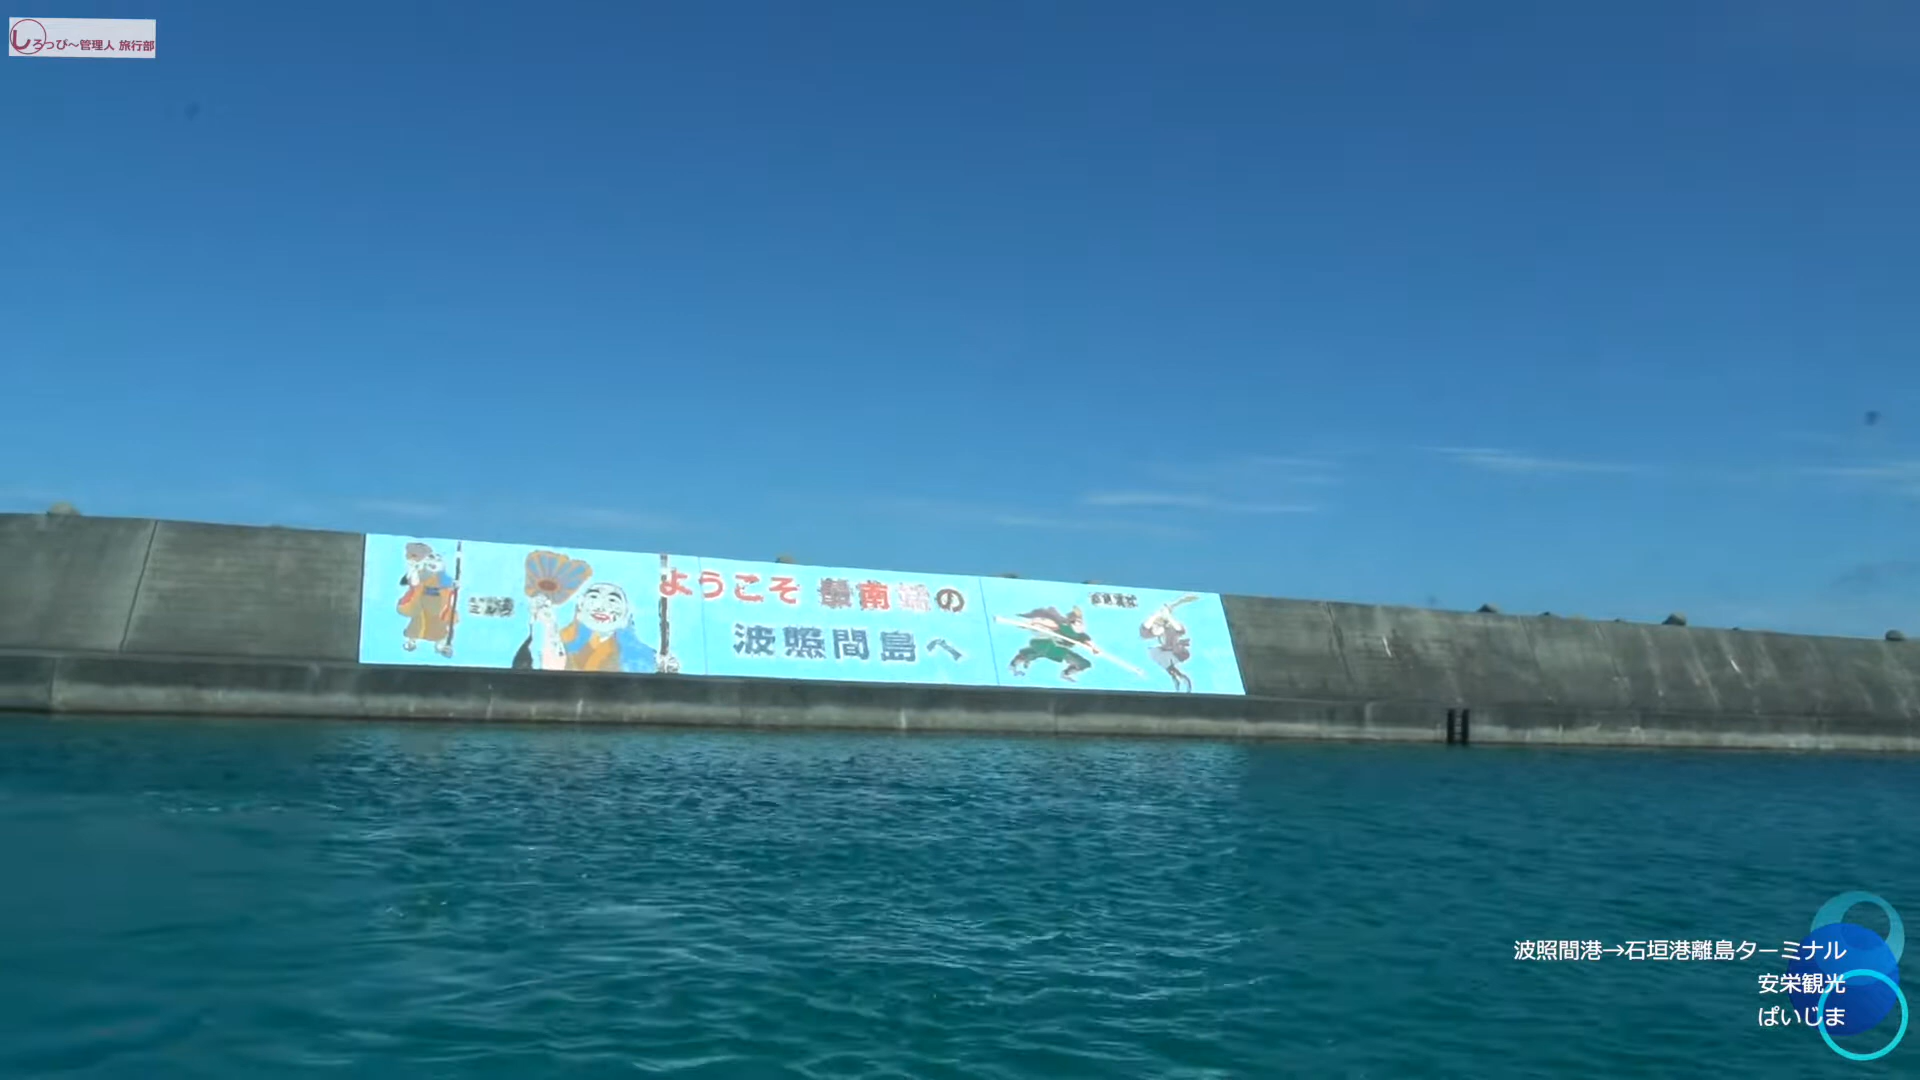 しろっぴ～管理人 旅行部
ようこそ 最南端の
波照間島へ
波照間港→石垣港離島ターミナル
安栄観光
ぱいじま